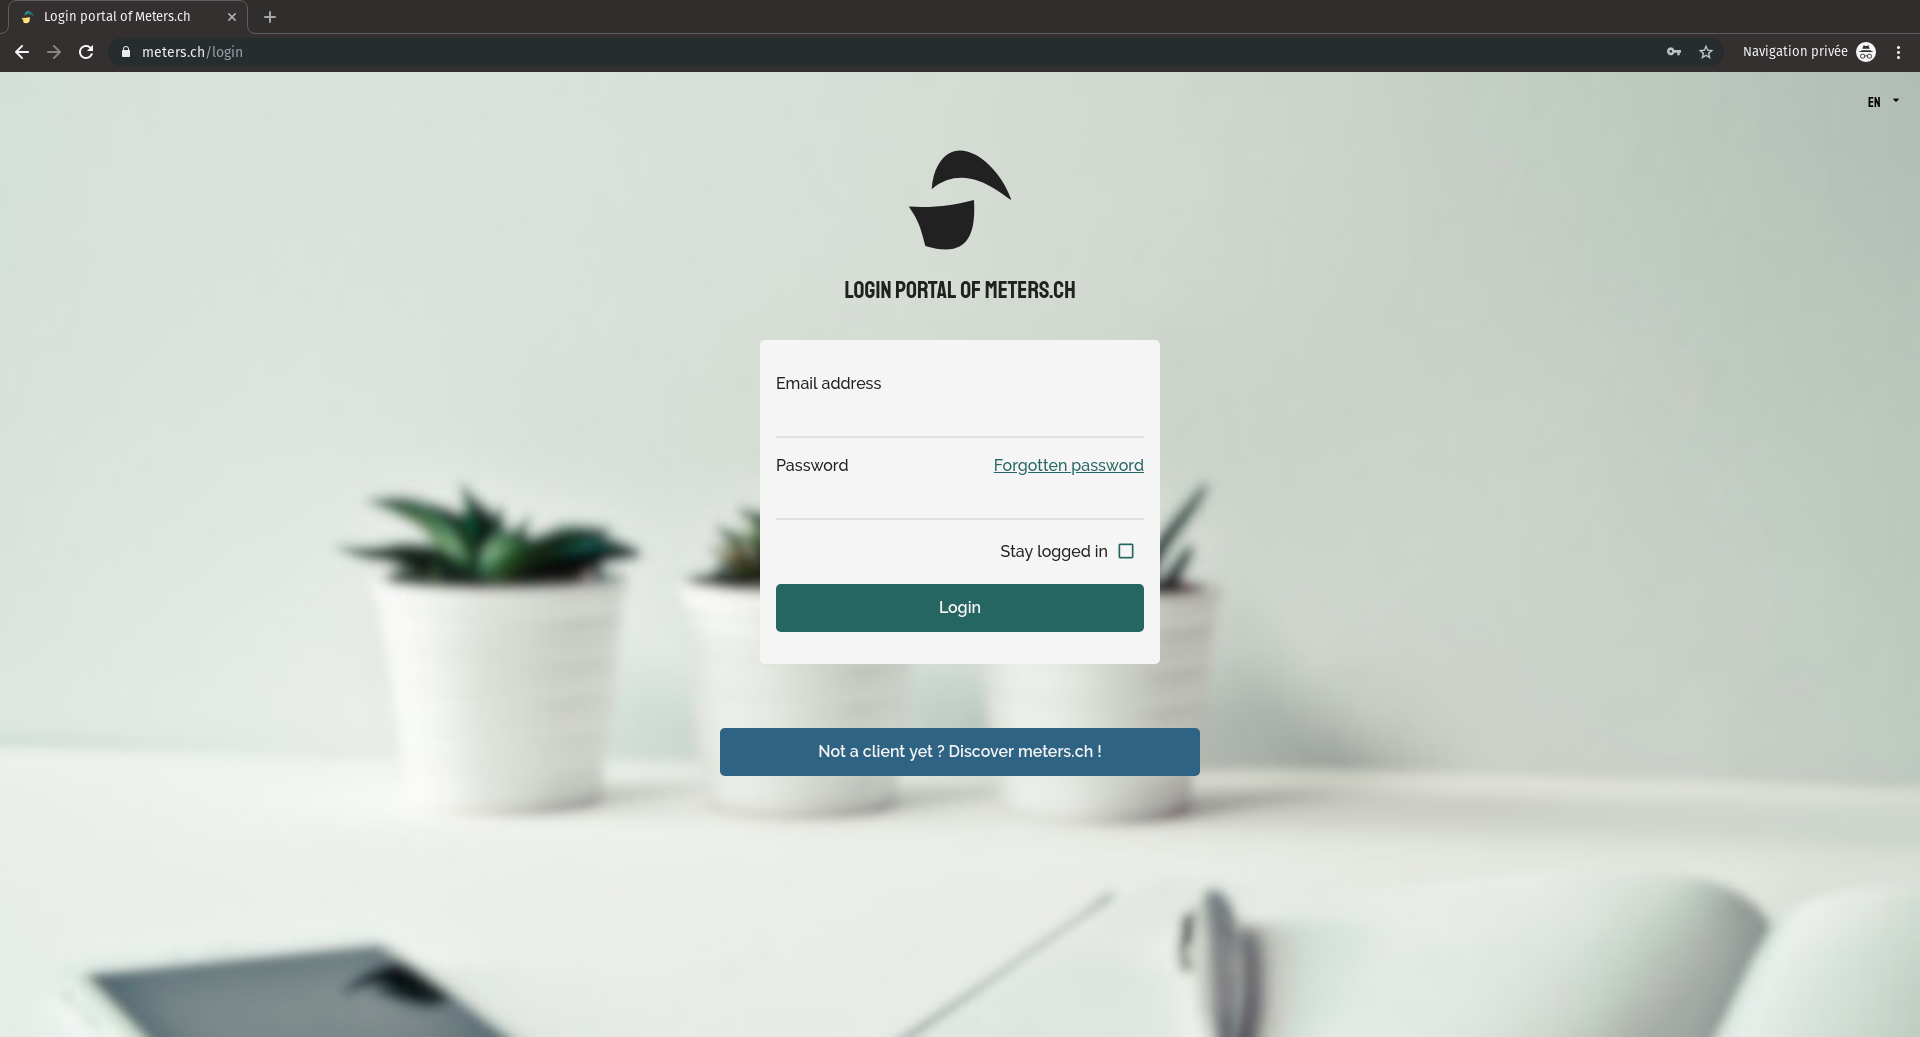 Login portal of Meters.ch
meters.ch/login
Navigation privée
EN
LOGIN PORTAL OF METERS.CH
Email address
Password
Forgotten password
Stay logged in
Login
Not a client yet ? Discover meters.ch !